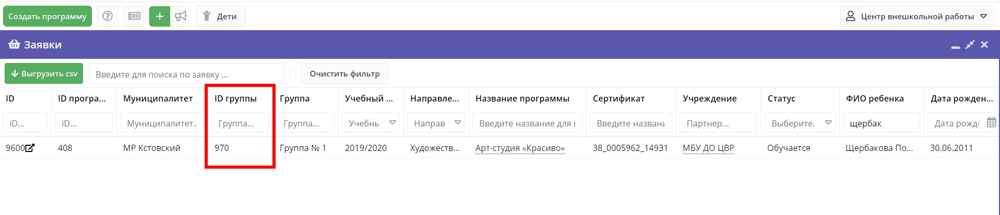 Создать программу
Дети
Центр внешкольной работы
Заявки
Выгрузить csv
Введите для поиска по заявку ...
Очистить фильтр
ID
ID програ...
Муниципалитет
ID группы
Группа
Учебный ...
Направле...
Название программы
Сертификат
Учреждение
Статус
ФИО ребенка
Дата рожден...
iD...
iD...
Муниципалитет..
Группа...
Группа...
Учебнь
Направ
Введите название для г
Введите названи
Партнер...
Выберите.
щербак
Дата рожд
9600
408
МР Кстовский
970
Группа № 1
2019/2020
Художеств...
Арт-студия «Красиво»
38_0005962_14931
МБУ ДО ЦВР
Обучается
Щербакова По...
30.06.2011